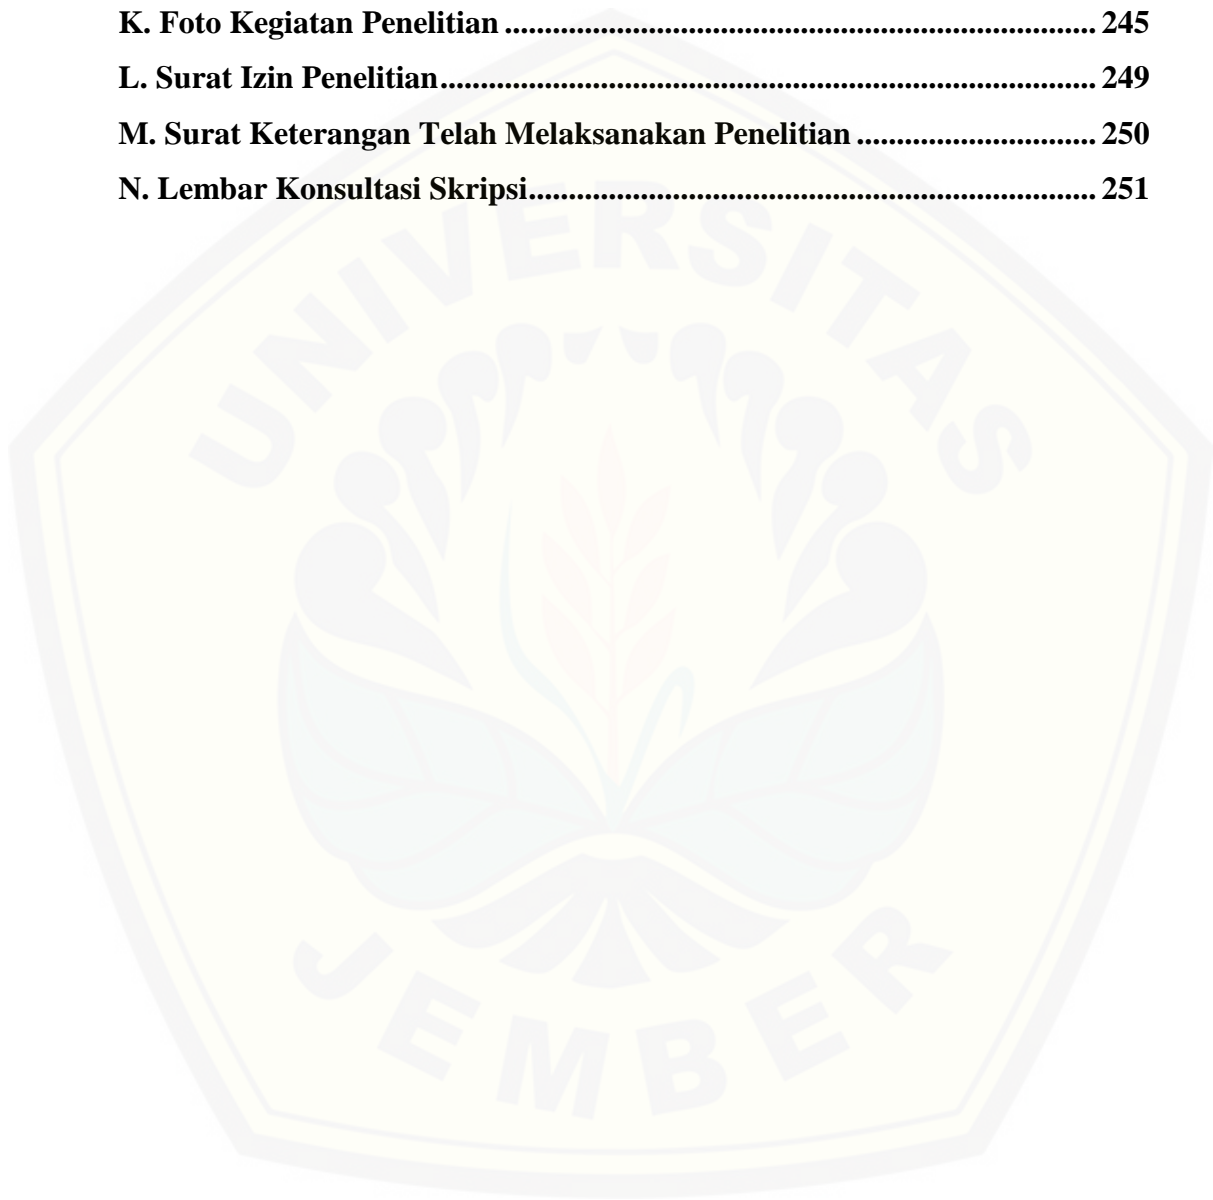 K. Foto Kegiatan Penelitian ........................................................................... 245
L. Surat Izin Penelitian................................................................................... 249
M. Surat Keterangan Telah Melaksanakan Penelitian .............................. 250
N. Lembar Konsultasi Skripsi........................................................................ 251
UNIVERSITAS
JEMBER